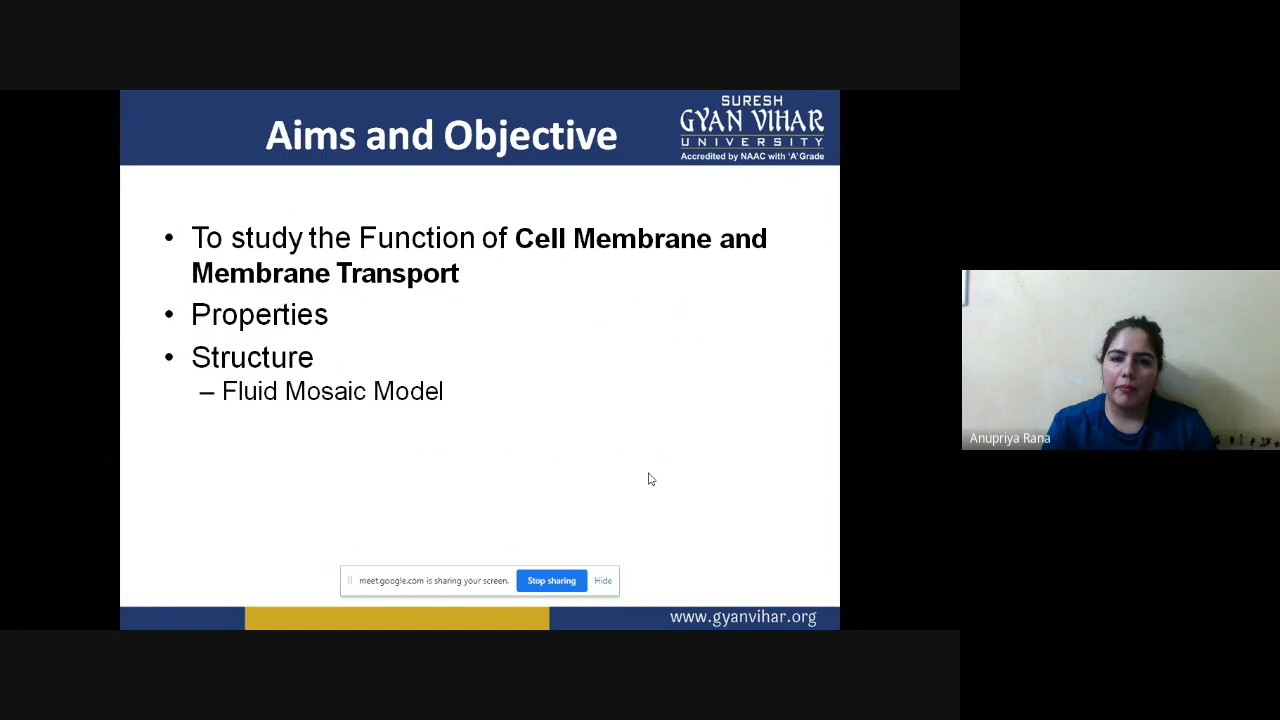 Aims and Objective
SURESH
GYAN VIHAR
UNIVERSITY
Accredited by NAAC with 'A' Grade
• To study the Function of Cell Membrane and
Membrane Transport
• Properties
• Structure
– Fluid Mosaic Model
meet.google.com is sharing your screen. Stop sharing Hide
www.gyanvihar.org
Anupriya Rana